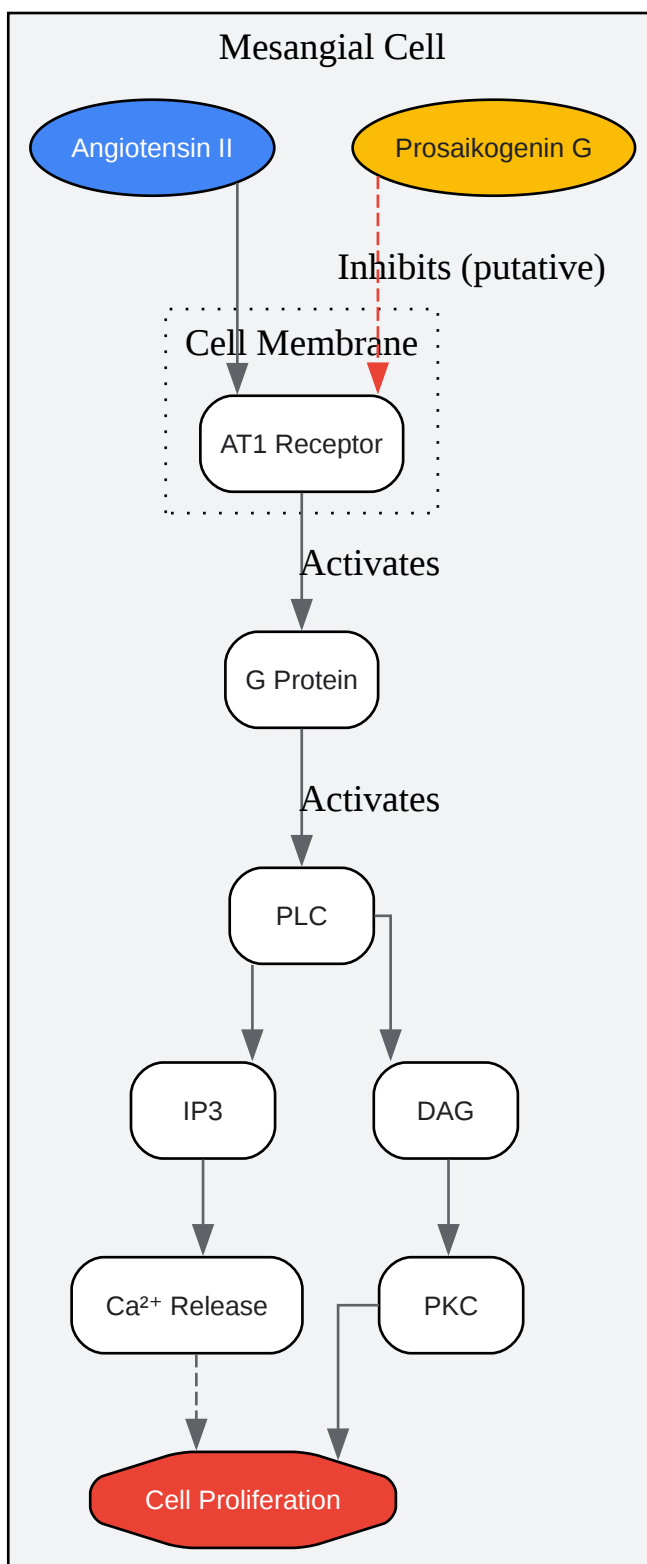 Mesangial Cell
Angiotensin II
Prosaikogenin G
Inhibits (putative)
Cell Membrane
AT1 Receptor
Activates
G Protein
Activates
PLC
IP3
DAG
Ca²⁺ Release
PKC
Cell Proliferation